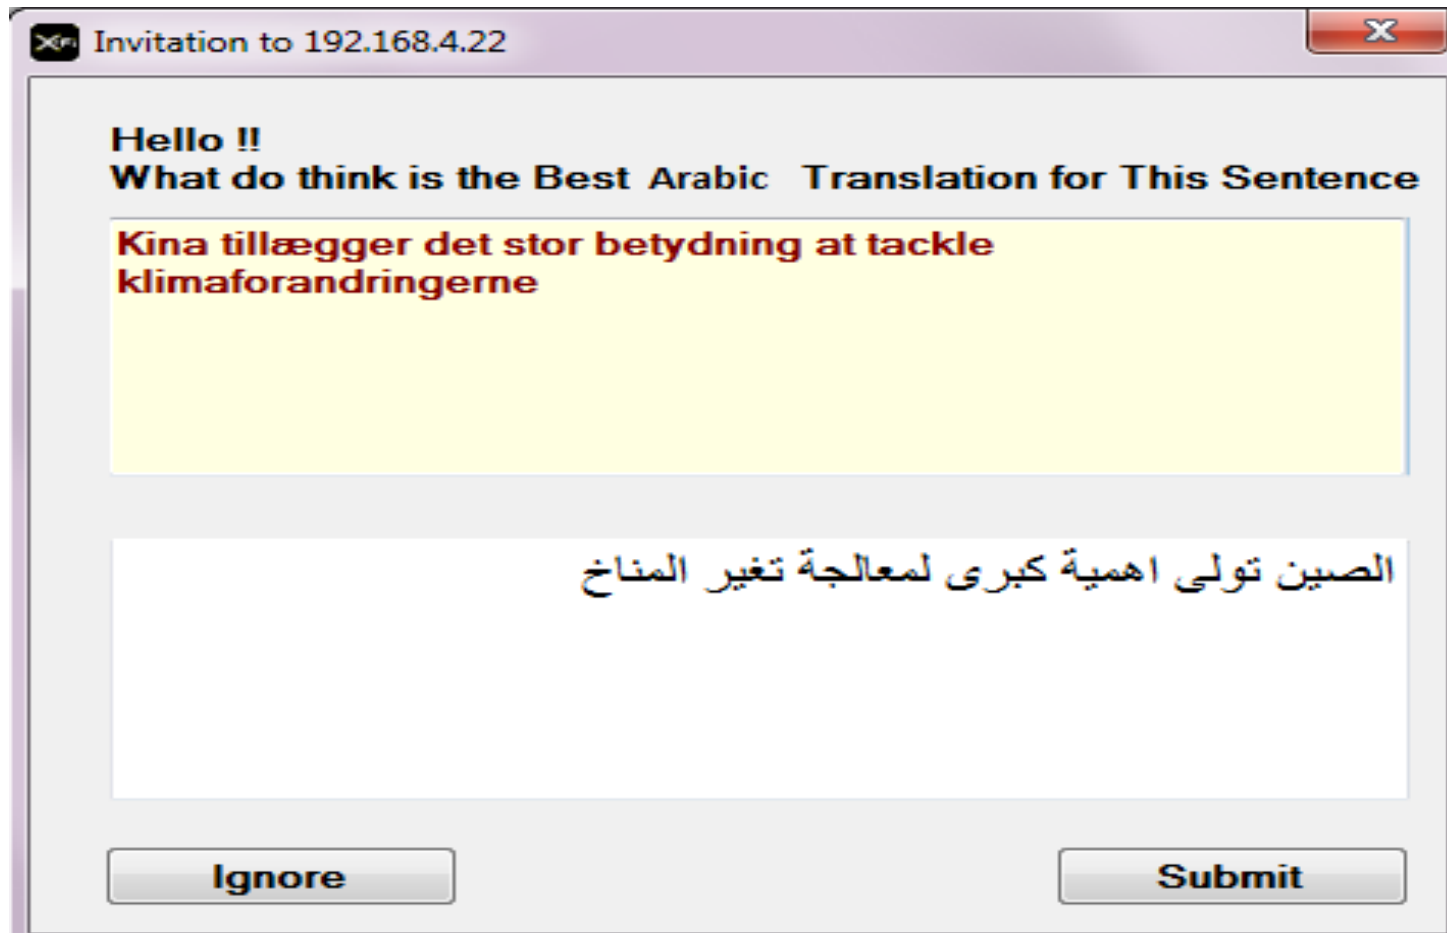 Invitation to 192.168.4.22
Hello !!
What do think is the Best Arabic Translation for This Sentence
Kina tillægger det stor betydning at tackle
klimaforandringerne
الصين تولى اهمية كبرى لمعالجة تغير المناخ
Ignore
Submit